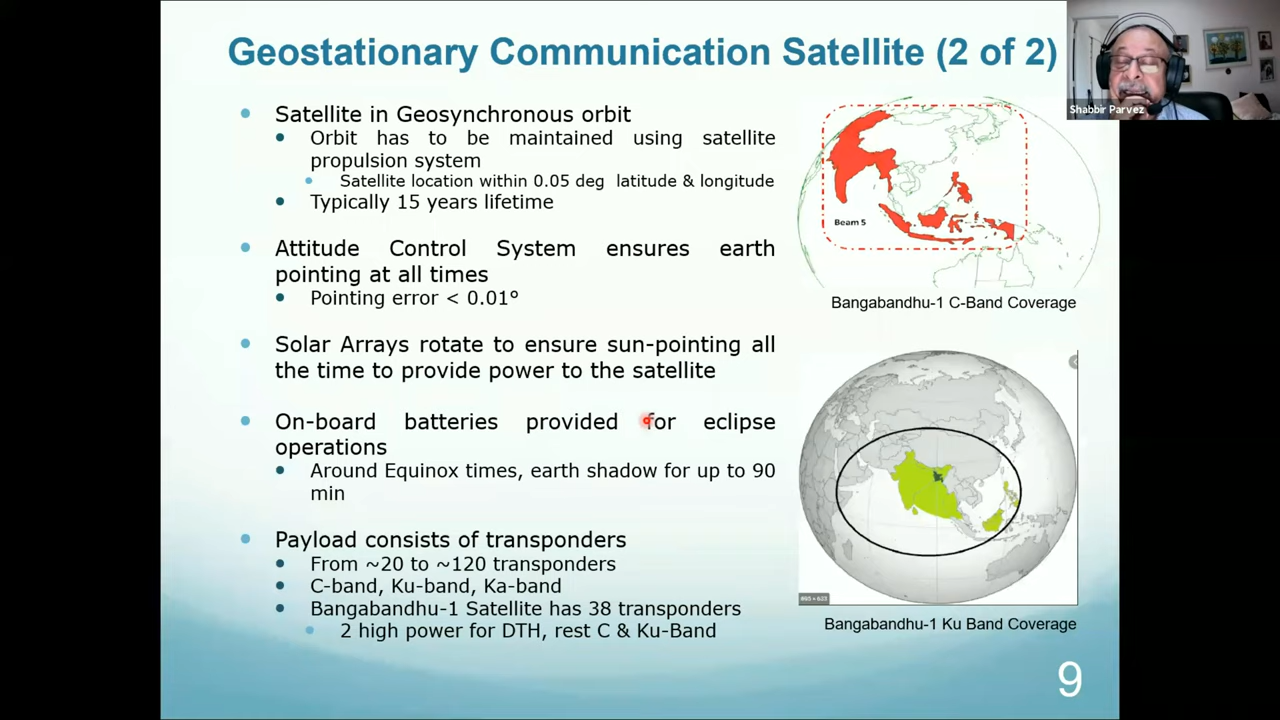 Geostationary Communication Satellite (2 of 2)
Shabbir Parvez
Satellite in Geosynchronous orbit
Orbit has to be maintained using satellite
propulsion system
Satellite location within 0.05 deg latitude & longitude
Typically 15 years lifetime
Attitude Control System ensures earth
pointing at all times
Pointing error < 0.01°
Solar Arrays rotate to ensure sun-pointing all
the time to provide power to the satellite
On-board batteries provided for eclipse
operations
Around Equinox times, earth shadow for up to 90
min
Payload consists of transponders
From ~20 to ~120 transponders
C-band, Ku-band, Ka-band
Bangabandhu-1 Satellite has 38 transponders
2 high power for DTH, rest C & Ku-Band
Beam 5
Bangabandhu-1 C-Band Coverage
Bangabandhu-1 Ku Band Coverage
9